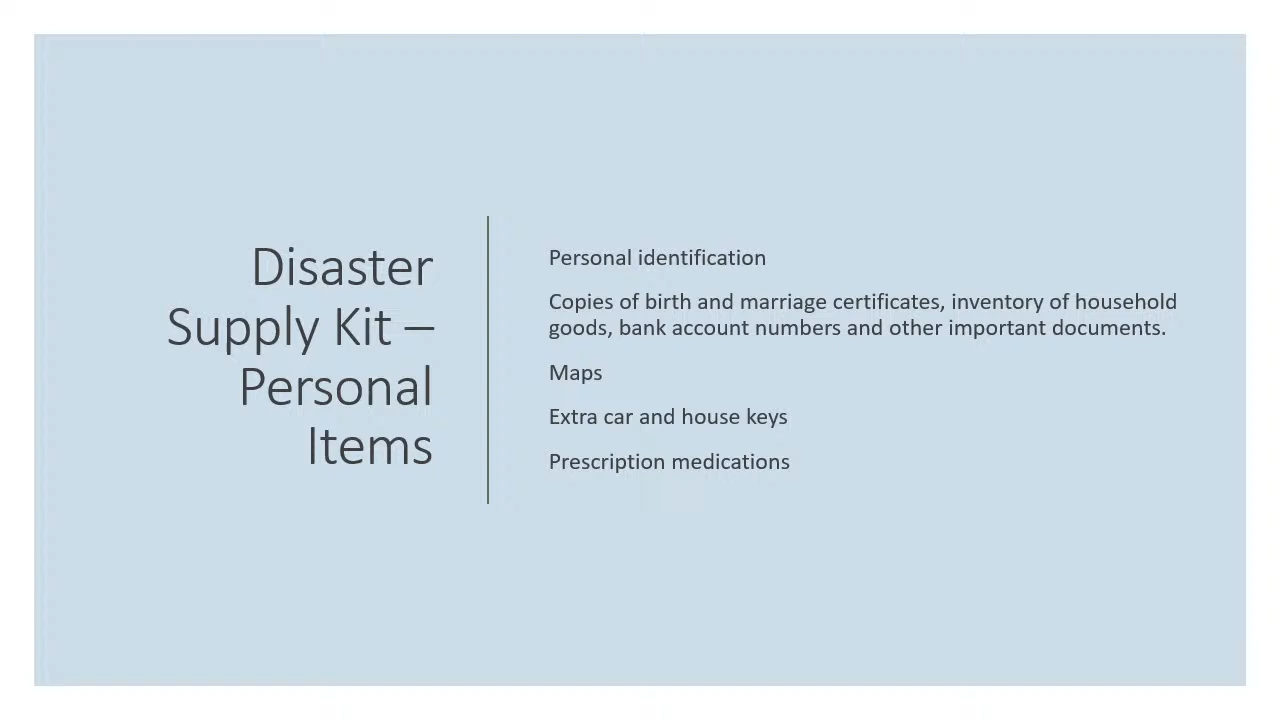 Disaster
Supply Kit –
Personal
Items
Personal identification
Copies of birth and marriage certificates, inventory of household
goods, bank account numbers and other important documents.
Maps
Extra car and house keys
Prescription medications